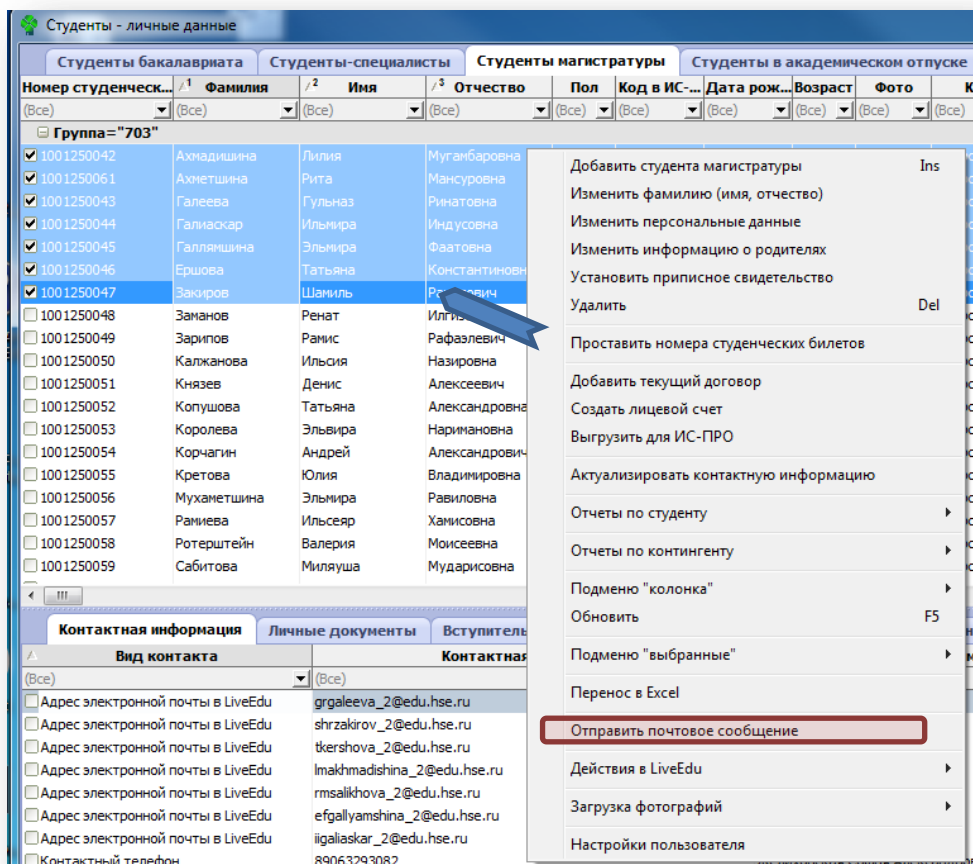 Студенты - личные данные
Студенты бакалавриата Студенты-специалисты Студенты магистратуры Студенты в академическом отпуске
Номер студенческ... 1 Фамилия 2 Имя 3 Отчество Пол Код в ИС-... Дата рож... Возраст Фото К
(Все) (Все) (Все) (Все) (Все) (Все) (Все) (Все) (Все) (Все)
Группа="703"
1001250042 Ахмадишина Лилия Мугамбаровна
1001250061 Ахметшина Рита Мансуровна
1001250043 Галеева Гульназ Ринатовна
1001250044 Галиаскар Ильмира Индусовна
1001250045 Галлямшина Эльмира Фаатовна
1001250046 Ершова Татьяна Константиновн
1001250047 Закиров Шамиль
1001250048 Заманов Ренат
1001250049 Зарипов Рамис Рафаэлевич
1001250050 Калжанова Ильсия Назировна
1001250051 Князев Денис Алексеевич
1001250052 Копушова Татьяна Александровна
1001250053 Королева Эльвира Наримановна
1001250054 Корчагин Андрей Александрович
1001250055 Кретова Юлия Владимировна
1001250056 Мухаметшина Эльмира Равиловна
1001250057 Рамиева Ильсеяр Хамисовна
1001250058 Ротерштейн Валерия Моисеевна
1001250059 Сабитова Миляуша Мударисовна
Добавить студента магистратуры Ins
Изменить фамилию (имя, отчество)
Изменить персональные данные
Изменить информацию о родителях
Установить приписное свидетельство
Удалить Del
Проставить номера студенческих билетов
Добавить текущий договор
Создать лицевой счет
Выгрузить для ИС-ПРО
Актуализировать контактную информацию
Отчеты по студенту
Отчеты по контингенту
Подменю "колонка"
Обновить F5
Подменю "выбранные"
Перенос в Excel
Отправить почтовое сообщение
Действия в LiveEdu
Загрузка фотографий
Настройки пользователя
Контактная информация Личные документы Вступитель
Вид контакта Контактная
(Все) (Все)
Адрес электронной почты в LiveEdu grgaleeva_2@edu.hse.ru
Адрес электронной почты в LiveEdu shrzakirov_2@edu.hse.ru
Адрес электронной почты в LiveEdu tkershova_2@edu.hse.ru
Адрес электронной почты в LiveEdu lmakhmadishina_2@edu.hse.ru
Адрес электронной почты в LiveEdu rmsalikhova_2@edu.hse.ru
Адрес электронной почты в LiveEdu efgallyamshina_2@edu.hse.ru
Адрес электронной почты в LiveEdu iigaliaskar_2@edu.hse.ru
Контактный телефон 89063293082